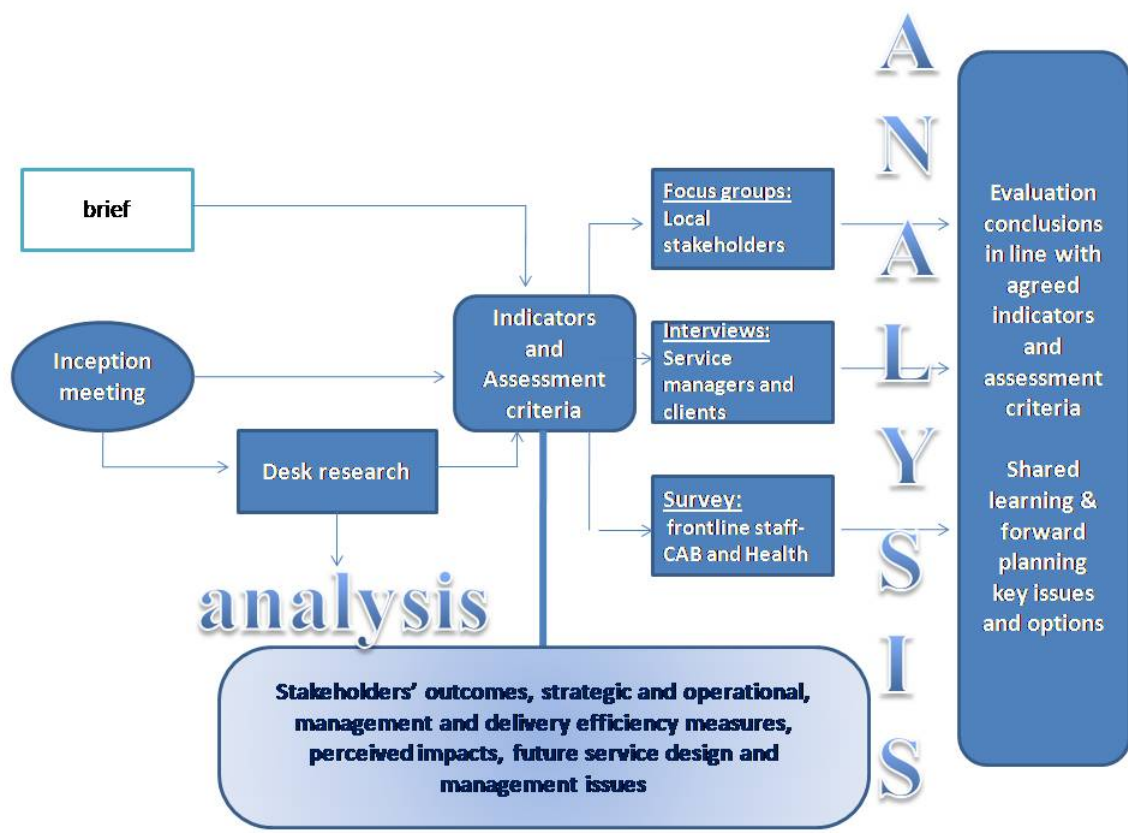 brief
Inception
meeting
Desk research
analysis
Indicators
and
Assessment
criteria
Focus groups:
Local
stakeholders
Interviews:
Service
managers and
clients
Survey:
frontline staff-
CAB and Health
A
N
A
L
Y
S
I
S
Evaluation
conclusions
in line with
agreed
indicators
and
assessment
criteria
Shared
learning &
forward
planning
key issues
and options
Stakeholders’ outcomes, strategic and operational,
management and delivery efficiency measures,
perceived impacts, future service design and
management issues